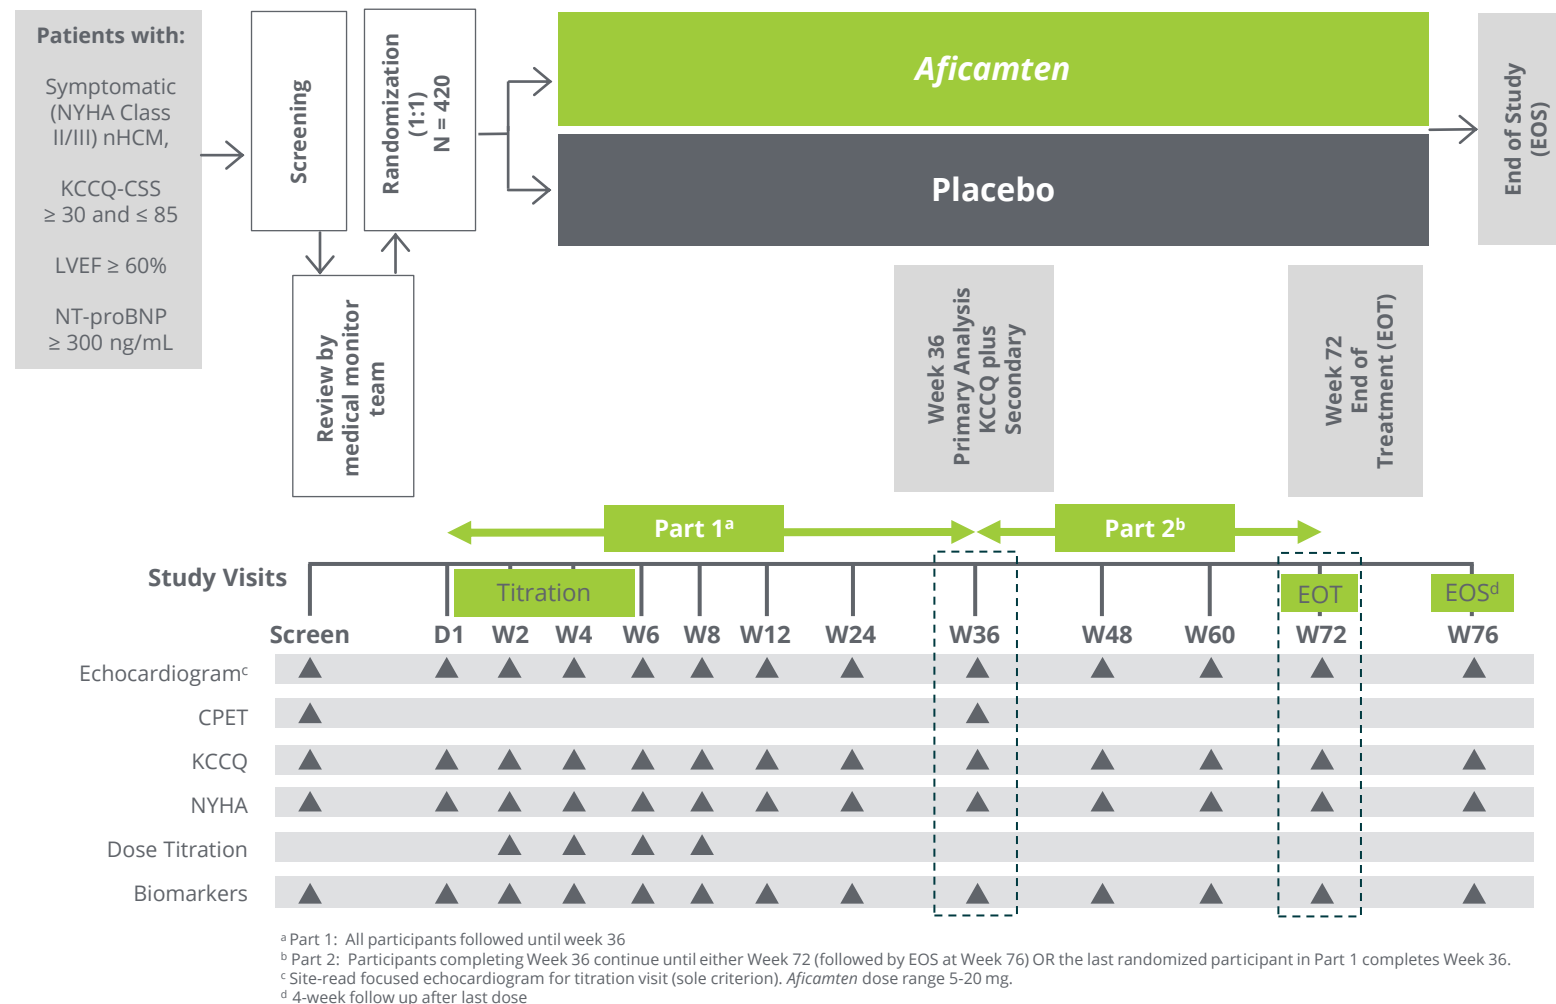 Patients with:
Symptomatic
(NYHA Class
II/III) nHCM,
KCCQ-CSS
≥ 30 and ≤ 85
LVEF ≥ 60%
NT-proBNP
≥ 300 ng/mL
Screening
Review by
medical monitor
team
Randomization
(1:1)
N = 420
Aficamten
Placebo
End of Study
(EOS)
Week 36
Primary Analysis
KCCQ plus
Secondary
Week 72
End of
Treatment (EOT)
Part 1ᵃ
Part 2ᵇ
Study Visits
Titration
EOT
EOSᵈ
Screen D1 W2 W4 W6 W8 W12 W24 W36 W48 W60 W72 W76
Echocardiogramᶜ
CPET
KCCQ
NYHA
Dose Titration
Biomarkers
ᵃ Part 1: All participants followed until week 36
ᵇ Part 2: Participants completing Week 36 continue until either Week 72 (followed by EOS at Week 76) OR the last randomized participant in Part 1 completes Week 36.
ᶜ Site-read focused echocardiogram for titration visit (sole criterion). Aficamten dose range 5-20 mg.
ᵈ 4-week follow up after last dose